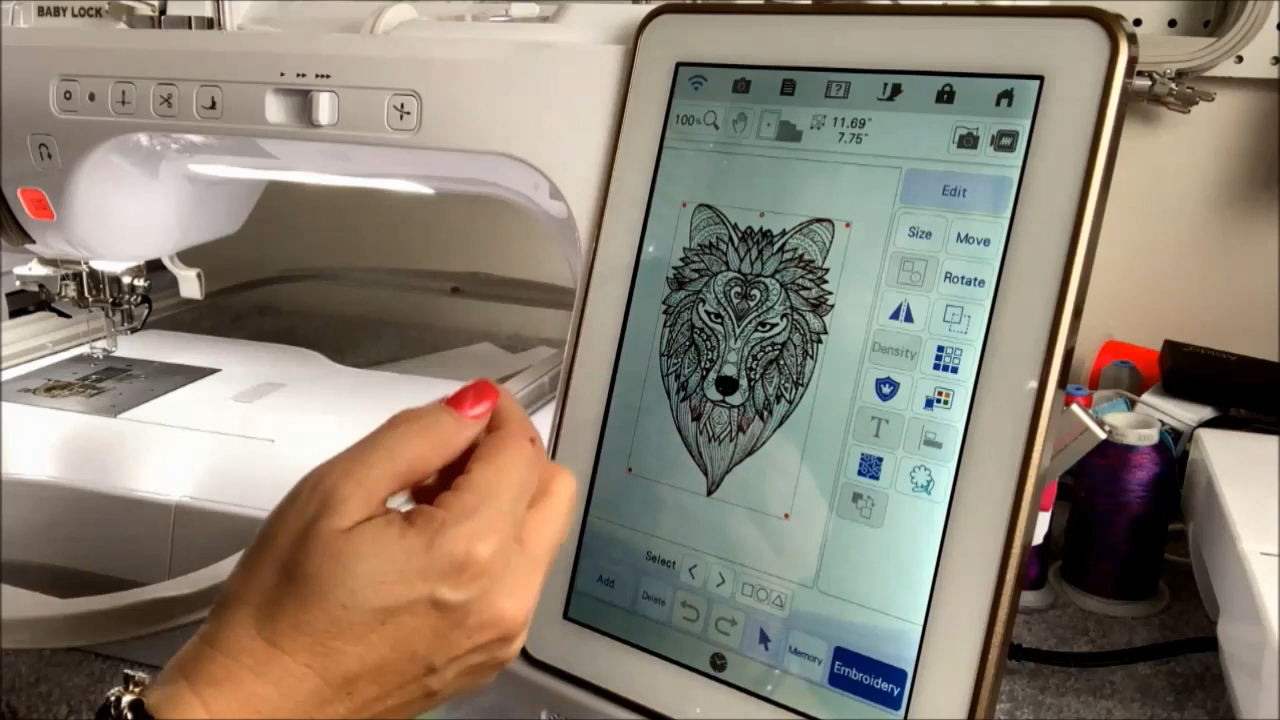 BABY LOCK
100%
11.69"
7.75"
Edit
Size
Move
Rotate
Density
T
Select
Add
Delete
Memory
Embroidery